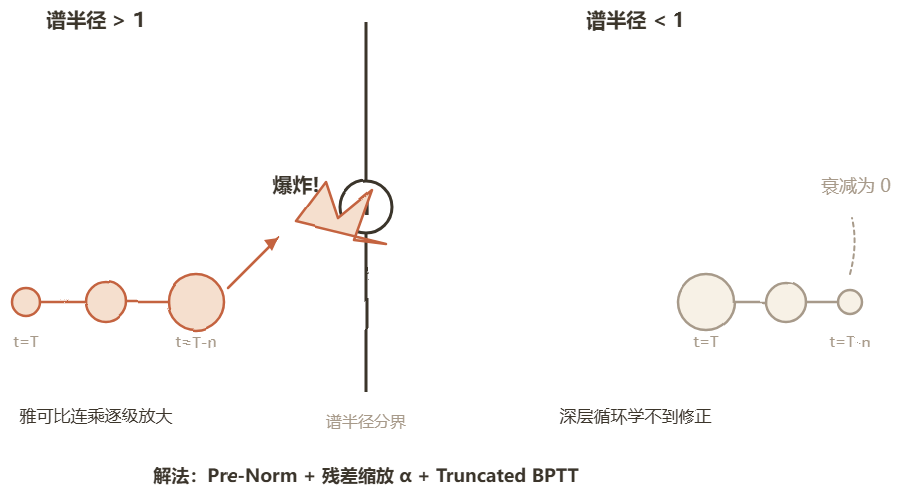 谱半径 > 1
谱半径 < 1
爆炸!
衰减为 0
t=T
t=T-n
t=T
t=T-n
雅可比连乘逐级放大
谱半径分界
深层循环学不到修正
解法：Pre-Norm + 残差缩放 α + Truncated BPTT